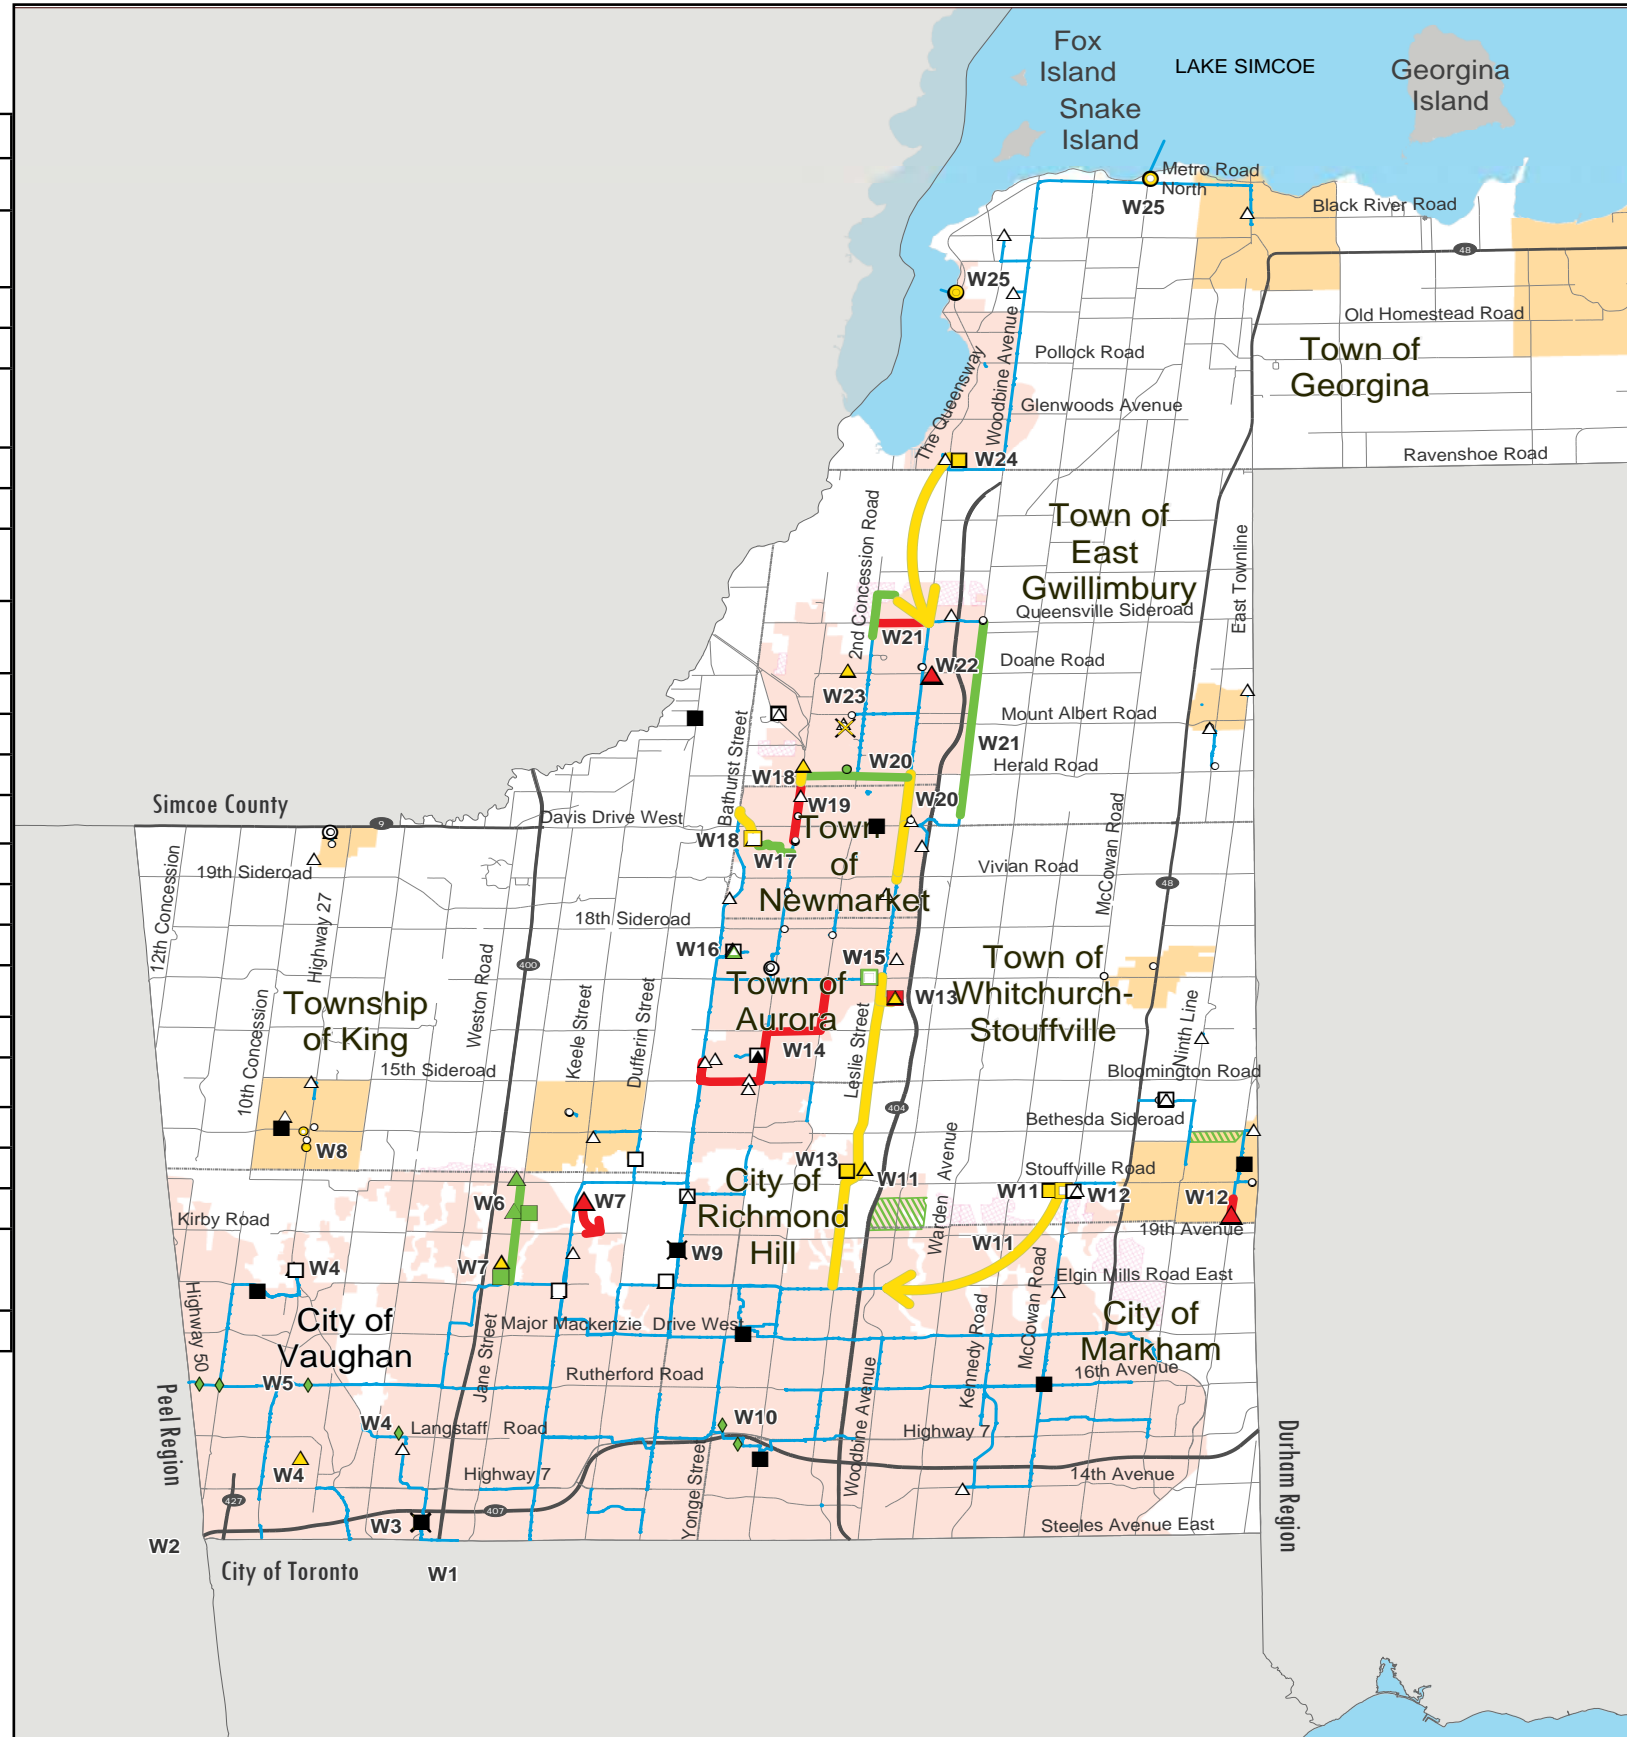 Fox
Island
LAKE SIMCOE
Georgina
Island
Snake
Island
Metro Road
North
W25
Black River Road
48
W25
Old Homestead Road
Woodbine Avenue
The Queensway
Pollock Road
Town of
Georgina
Glenwoods Avenue
W24
Ravenshoe Road
2nd Concession Road
Town of
East
Gwillimbury
East Townline
Queensville Sideroad
W21
W22
Doane Road
W23
Mount Albert Road
Bathurst Street
W21
W20
Herald Road
W18
W20
W19
McCowan Road
Simcoe County
9
Davis Drive West
W18
W17
Town
of
Newmarket
Vivian Road
48
19th Sideroad
12th Concession
Highway 27
18th Sideroad
W16
W15
400
Weston Road
Town of
Aurora
W13
Town of
Whitchurch-
Stouffville
Township
of King
10th Concession
Keele Street
Dufferin Street
Leslie Street
Ninth Line
W14
15th Sideroad
Bloomington Road
404
Bethesda Sideroad
W8
W13
W11
Warden Avenue
Stouffville Road
W11
W12
W12
City of
Richmond
Hill
W6
W7
Kirby Road
19th Avenue
W9
W11
W7
W4
Elgin Mills Road East
Highway 50
City of
Vaughan
Jane Street
Major Mackenzie Drive West
McCowan Road
Kennedy Road
City of
Markham
16th Avenue
Rutherford Road
W5
Peel Region
W4
Langstaff Road
W10
Woodbine Avenue
Highway 7
Durham Region
W4
Highway 7
14th Avenue
427
407
Yonge Street
W3
Steeles Avenue East
W2
City of Toronto
W1